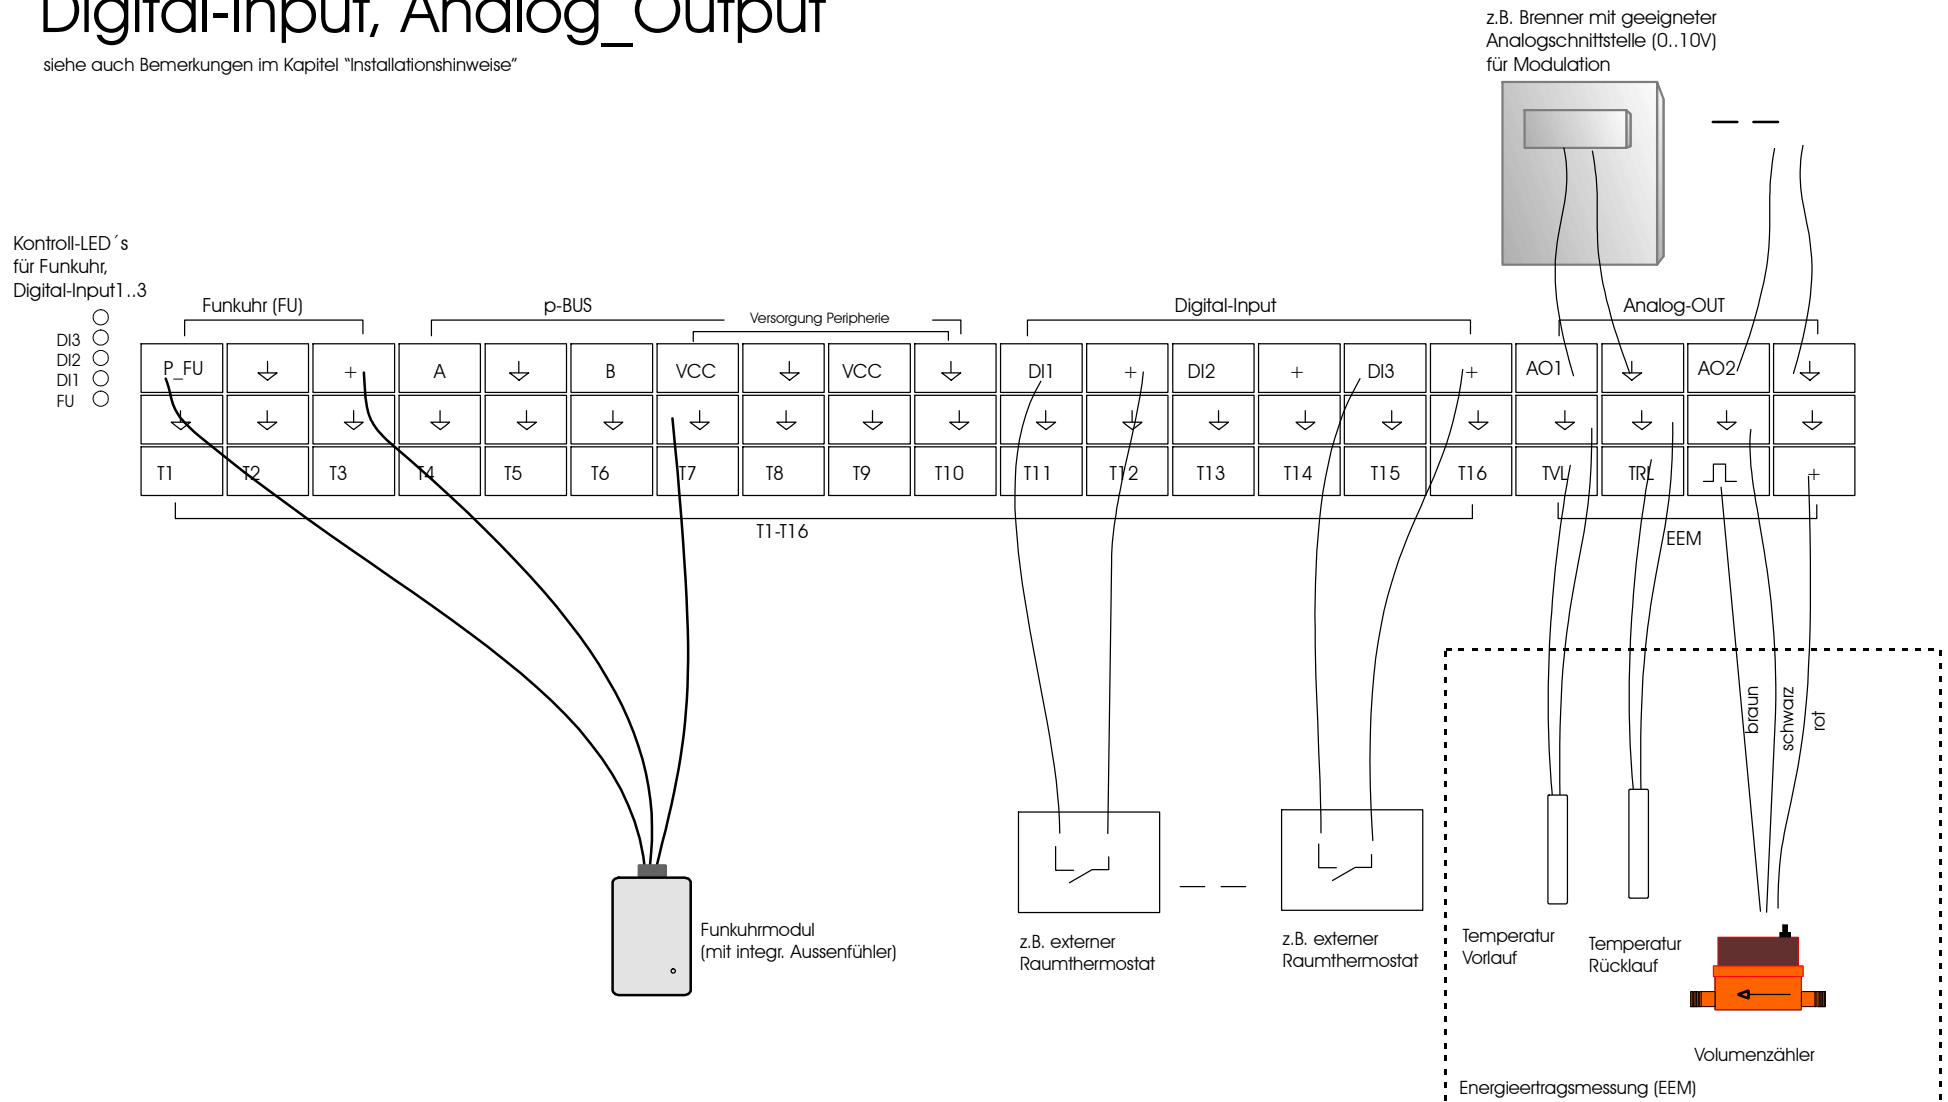 Digital-Input, Analog_Output
siehe auch Bemerkungen im Kapitel "Installationshinweise"
z.B. Brenner mit geeigneter
Analogschnittstelle (0..10V)
für Modulation
Kontroll-LED´s
für Funkuhr,
Digital-Input1..3
DI3
DI2
DI1
FU
Funkuhr (FU)
p-BUS
Versorgung Peripherie
Digital-Input
Analog-OUT
P_FU + A B VCC VCC DI1 + DI2 + DI3 + AO1 AO2
T1 T2 T3 T4 T5 T6 T7 T8 T9 T10 T11 T12 T13 T14 T15 T16 TVL TRL +
T1-T16
EEM
braun
schwarz
rot
Funkuhrmodul
(mit integr. Aussenfühler)
z.B. externer
Raumthermostat
z.B. externer
Raumthermostat
Temperatur
Vorlauf
Temperatur
Rücklauf
Volumenzähler
Energieertragsmessung (EEM)